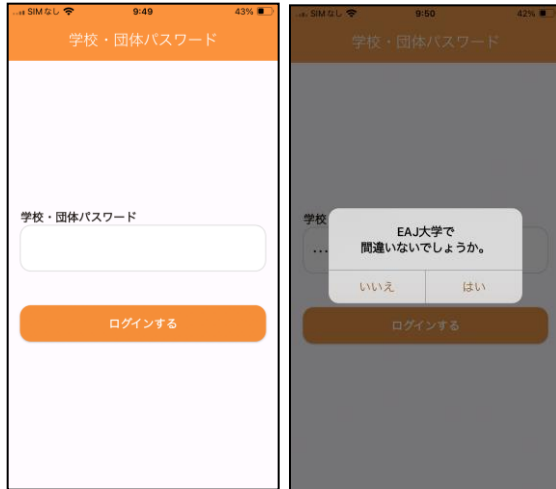 SIMなし 9:49 43%
学校・団体パスワード
学校・団体パスワード
ログインする
SIMなし 9:50 42%
学校・団体パスワード
学校
...
EAJ大学で
間違いないでしょうか。
いいえ はい
ログインする